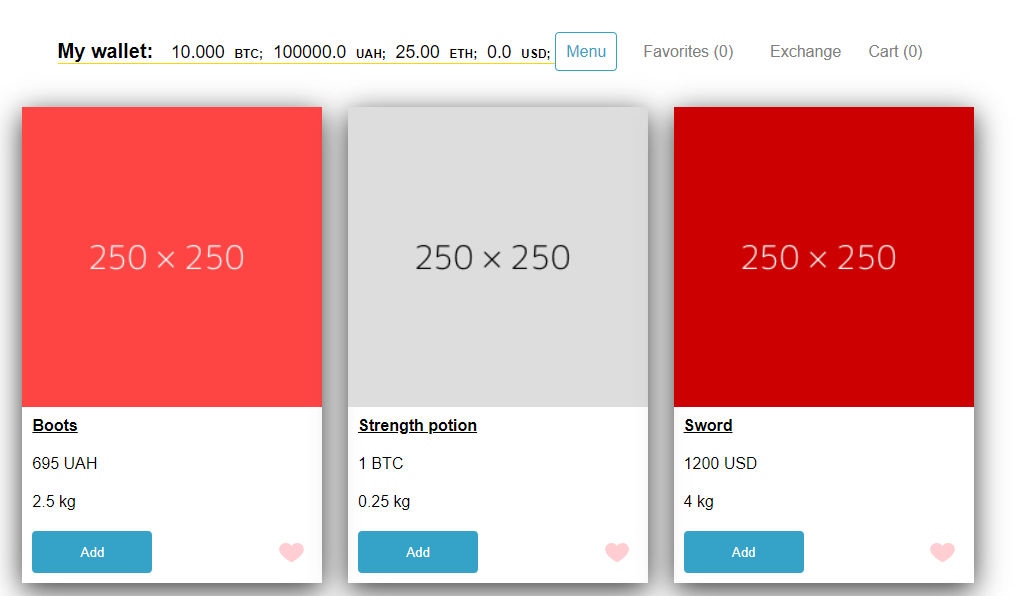 My wallet: 10.000 BTC; 100000.0 UAH; 25.00 ETH; 0.0 USD; Menu Favorites (0) Exchange Cart (0)
250 × 250
250 × 250
250 × 250
Boots
695 UAH
2.5 kg
Add
Strength potion
1 BTC
0.25 kg
Add
Sword
1200 USD
4 kg
Add